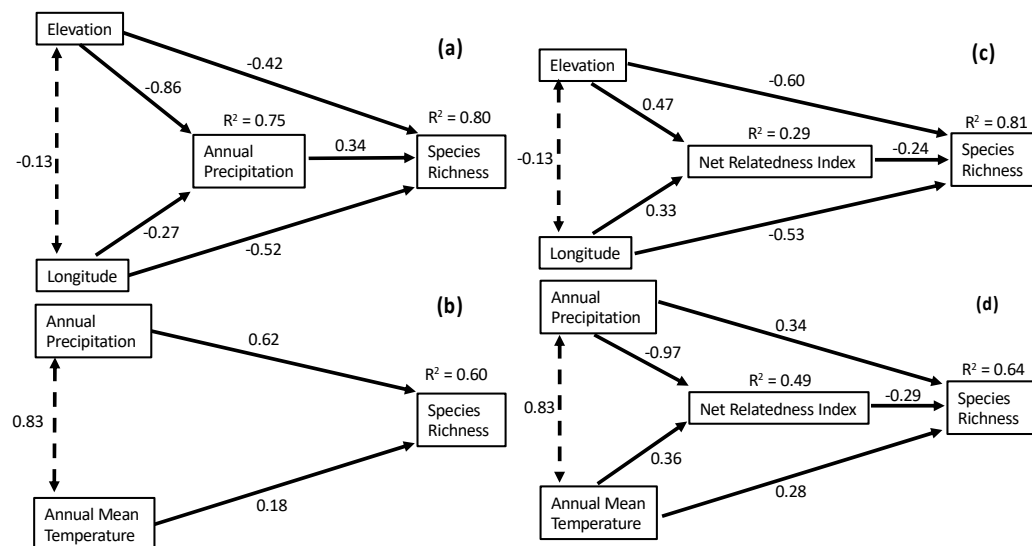 (a)
Elevation
-0.42
-0.86
-0.13
R² = 0.75
R² = 0.80
Annual
Precipitation
0.34
Species
Richness
-0.27
-0.52
Longitude
(b)
Annual
Precipitation
0.62
0.83
R² = 0.60
Species
Richness
0.18
Annual Mean
Temperature
(c)
Elevation
-0.60
0.47
-0.13
R² = 0.29
R² = 0.81
Net Relatedness Index
-0.24
Species
Richness
0.33
-0.53
Longitude
(d)
Annual
Precipitation
0.34
-0.97
0.83
R² = 0.49
R² = 0.64
Net Relatedness Index
-0.29
Species
Richness
0.36
0.28
Annual Mean
Temperature